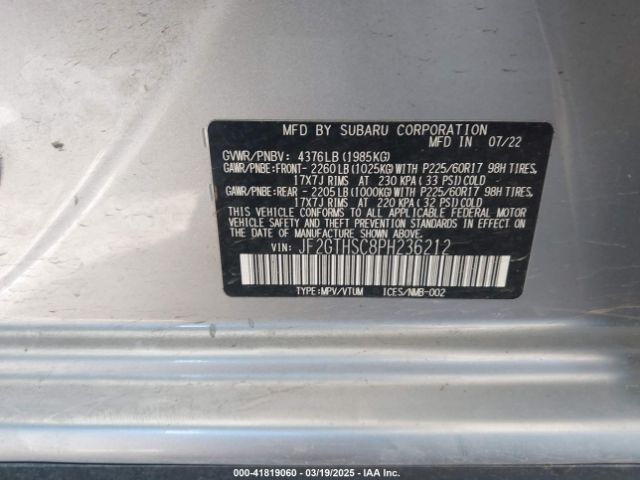 MFD BY SUBARU CORPORATION
MFD IN 07/22
GVWR/PNBV: 4376LB(1985KG)
GAWR/PNBE:FRONT-2260LB(1025KG)WITH P225/60R17 98H TIRES,
17X7J RIMS AT 230 KPA(33 PSI)COLD
GAWR/PNBE:REAR -2205LB(1000KG)WITH P225/60R17 98H TIRES,
17X7J RIMS AT 220 KPA(32 PSI)COLD
THIS VEHICLE CONFORMS TO ALL APPLICABLE FEDERAL MOTOR
VEHICLE SAFETY AND THEFT PREVENTION STANDARDS IN EFFECT
ON THE DATE OF MANUFACTURE SHOWN ABOVE.
VIN: JF2GTHSC8PH236212
TYPE:MPV/VTUM ICES/NMB-002
000-41819060 - 03/19/2025 - IAA, Inc.